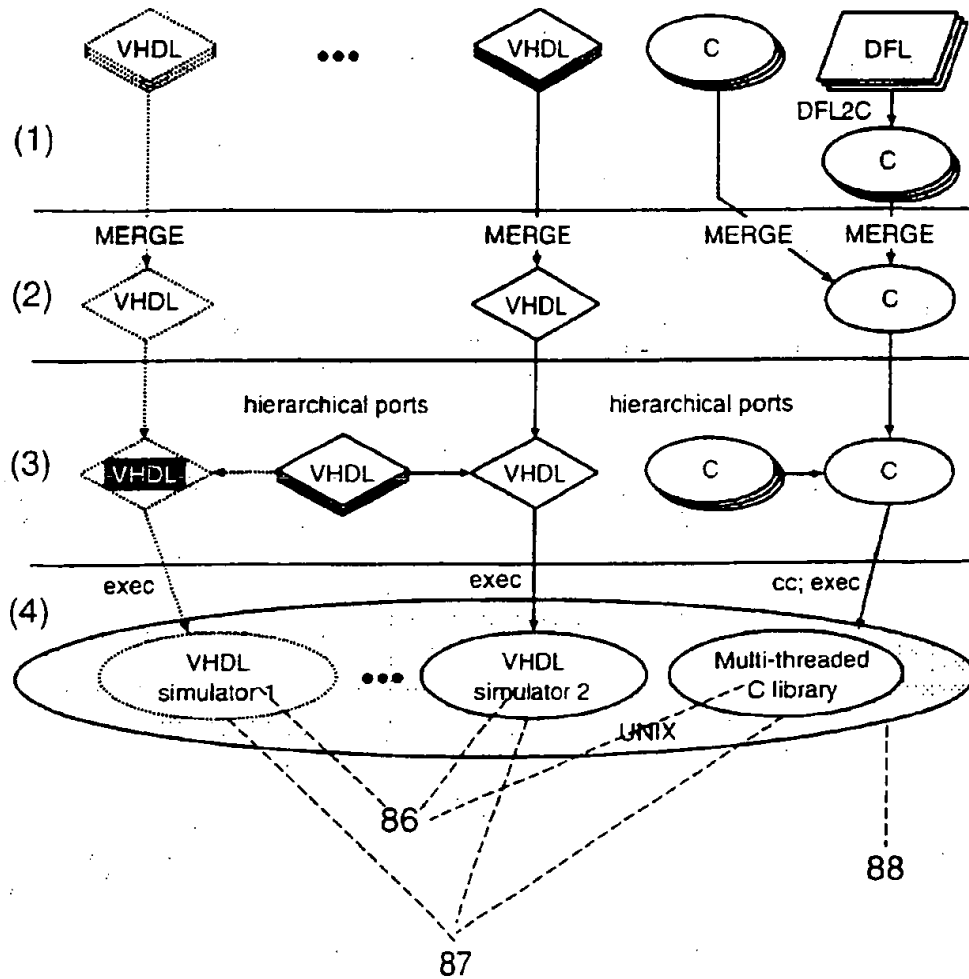 VHDL
VHDL
C
DFL
DFL2C
C
(1)
MERGE
MERGE
MERGE
MERGE
(2)
VHDL
VHDL
C
hierarchical ports
hierarchical ports
(3)
VHDL
VHDL
VHDL
C
C
exec
exec
cc; exec
(4)
VHDL
simulator 1
VHDL
simulator 2
Multi-threaded
C library
UNIX
86
88
87